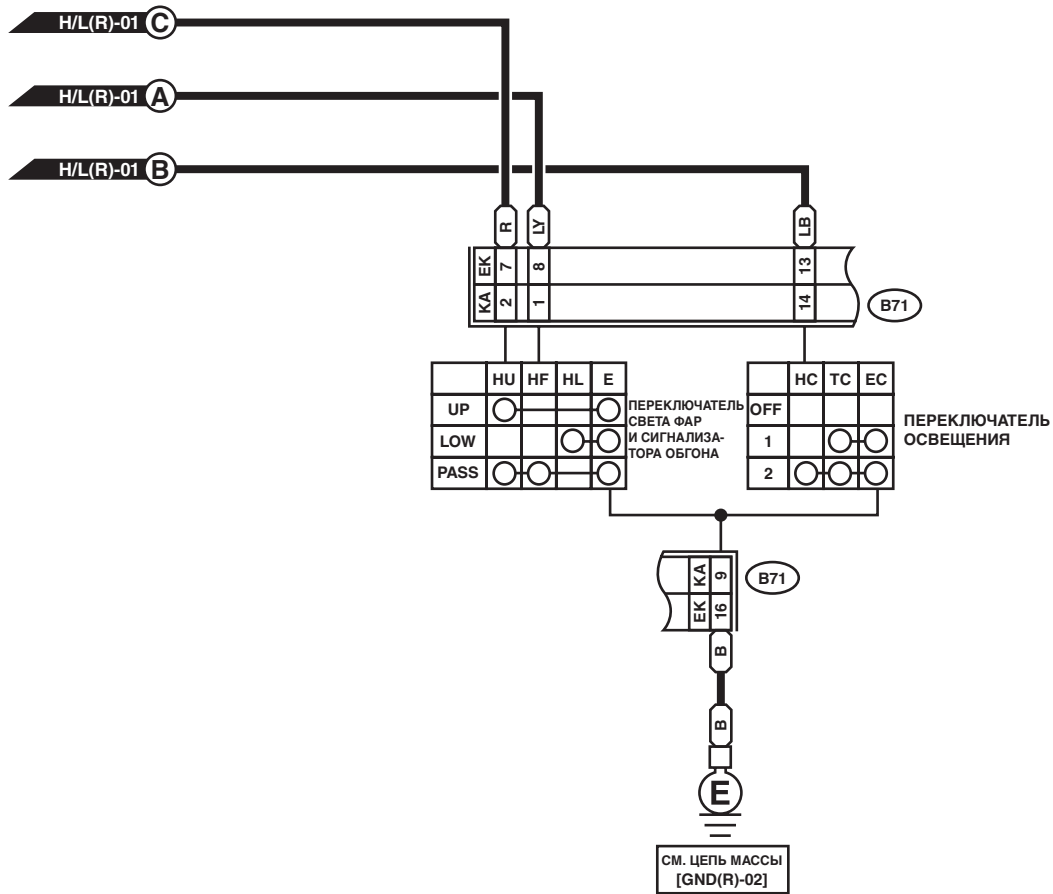 H/L(R)-01 C
H/L(R)-01 A
H/L(R)-01 B
R LY LB
EK 7 8 13
KA 2 1 14
B71
HU HF HL E
UP
LOW
PASS
ПЕРЕКЛЮЧАТЕЛЬ
СВЕТА ФАР
И СИГНАЛИЗА-
ТОРА ОБГОНА
HC TC EC
OFF
1
2
ПЕРЕКЛЮЧАТЕЛЬ
ОСВЕЩЕНИЯ
KA 9
EK 16
B71
B
B
E
СМ. ЦЕПЬ МАССЫ
[GND(R)-02]